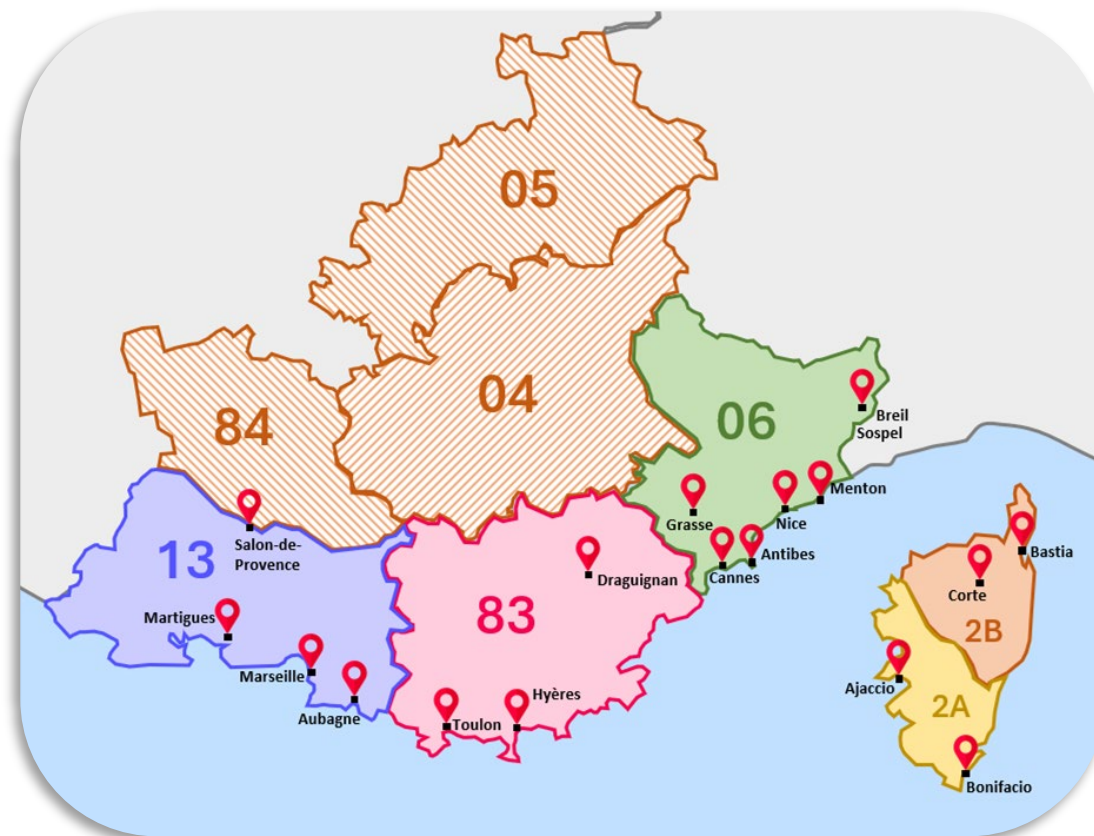 05
04
84
06
Breil
Sospel
Menton
Grasse
Nice
Salon-de-
Provence
Antibes
Bastia
13
Cannes
Draguignan
Corte
Martigues
83
2B
Marseille
Hyères
Ajaccio
Aubagne
Toulon
2A
Bonifacio